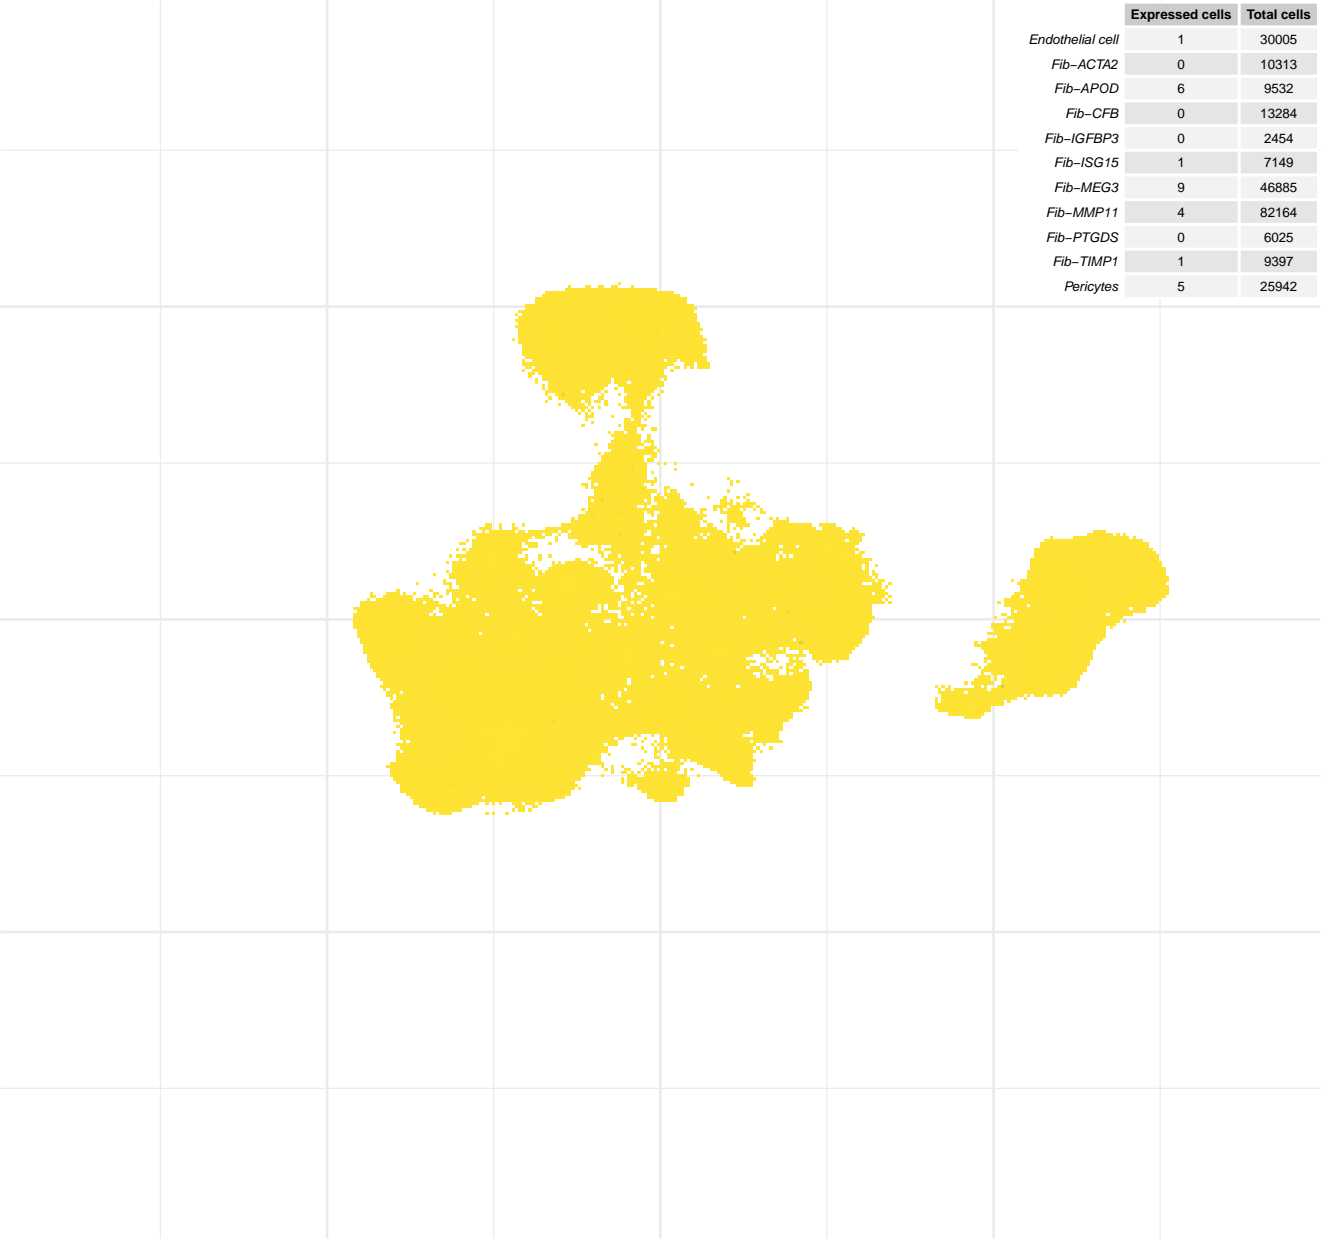 Expressed cells Total cells
Endothelial cell 1 30005
Fib−ACTA2 0 10313
Fib−APOD 6 9532
Fib−CFB 0 13284
Fib−IGFBP3 0 2454
Fib−ISG15 1 7149
Fib−MEG3 9 46885
Fib−MMP11 4 82164
Fib−PTGDS 0 6025
Fib−TIMP1 1 9397
Pericytes 5 25942